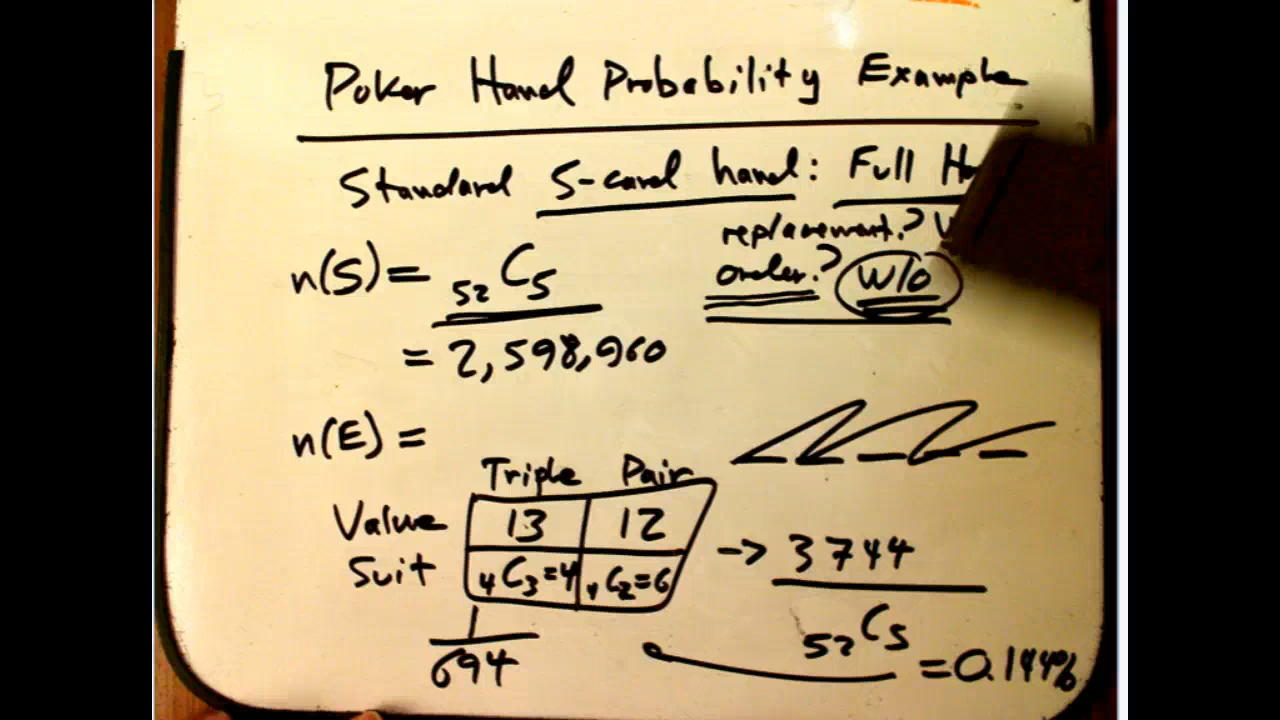 Poker Hand Probability Example
Standard 5-card hand: Full
replacement?
n(S) = 52C5 order? w/o
= 2,598,960
n(E) =
Triple Pair
Value 13 12
Suit 4C3=4 4C2=6 -> 3744
52C5
1
694
= 0.144%